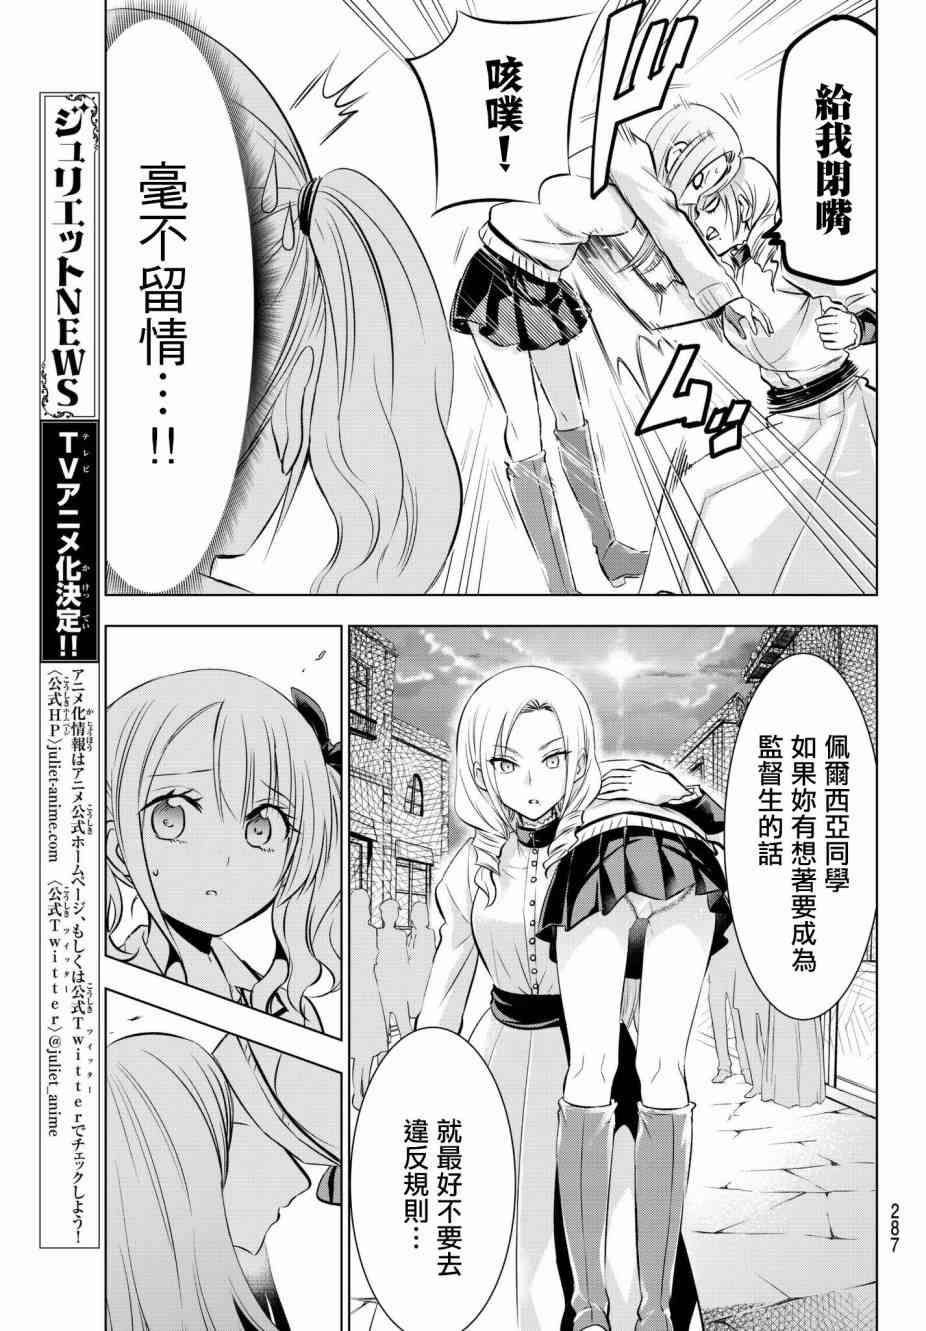 給我閉嘴
咳噗！
ドッ
ムグッ
毫不留情…!!
佩爾西亞同學
如果妳有想著要成為
監督生的話
就最好不要去
違反規則…
287
ジュリエットNEWS
TVアニメ化決定!!
アニメ化情報はアニメ公式ホームページ、もしくは公式Twitterでチェックしよう！
〈公式HP〉juliet-anime.com 〈公式Twitter〉@juliet_anime